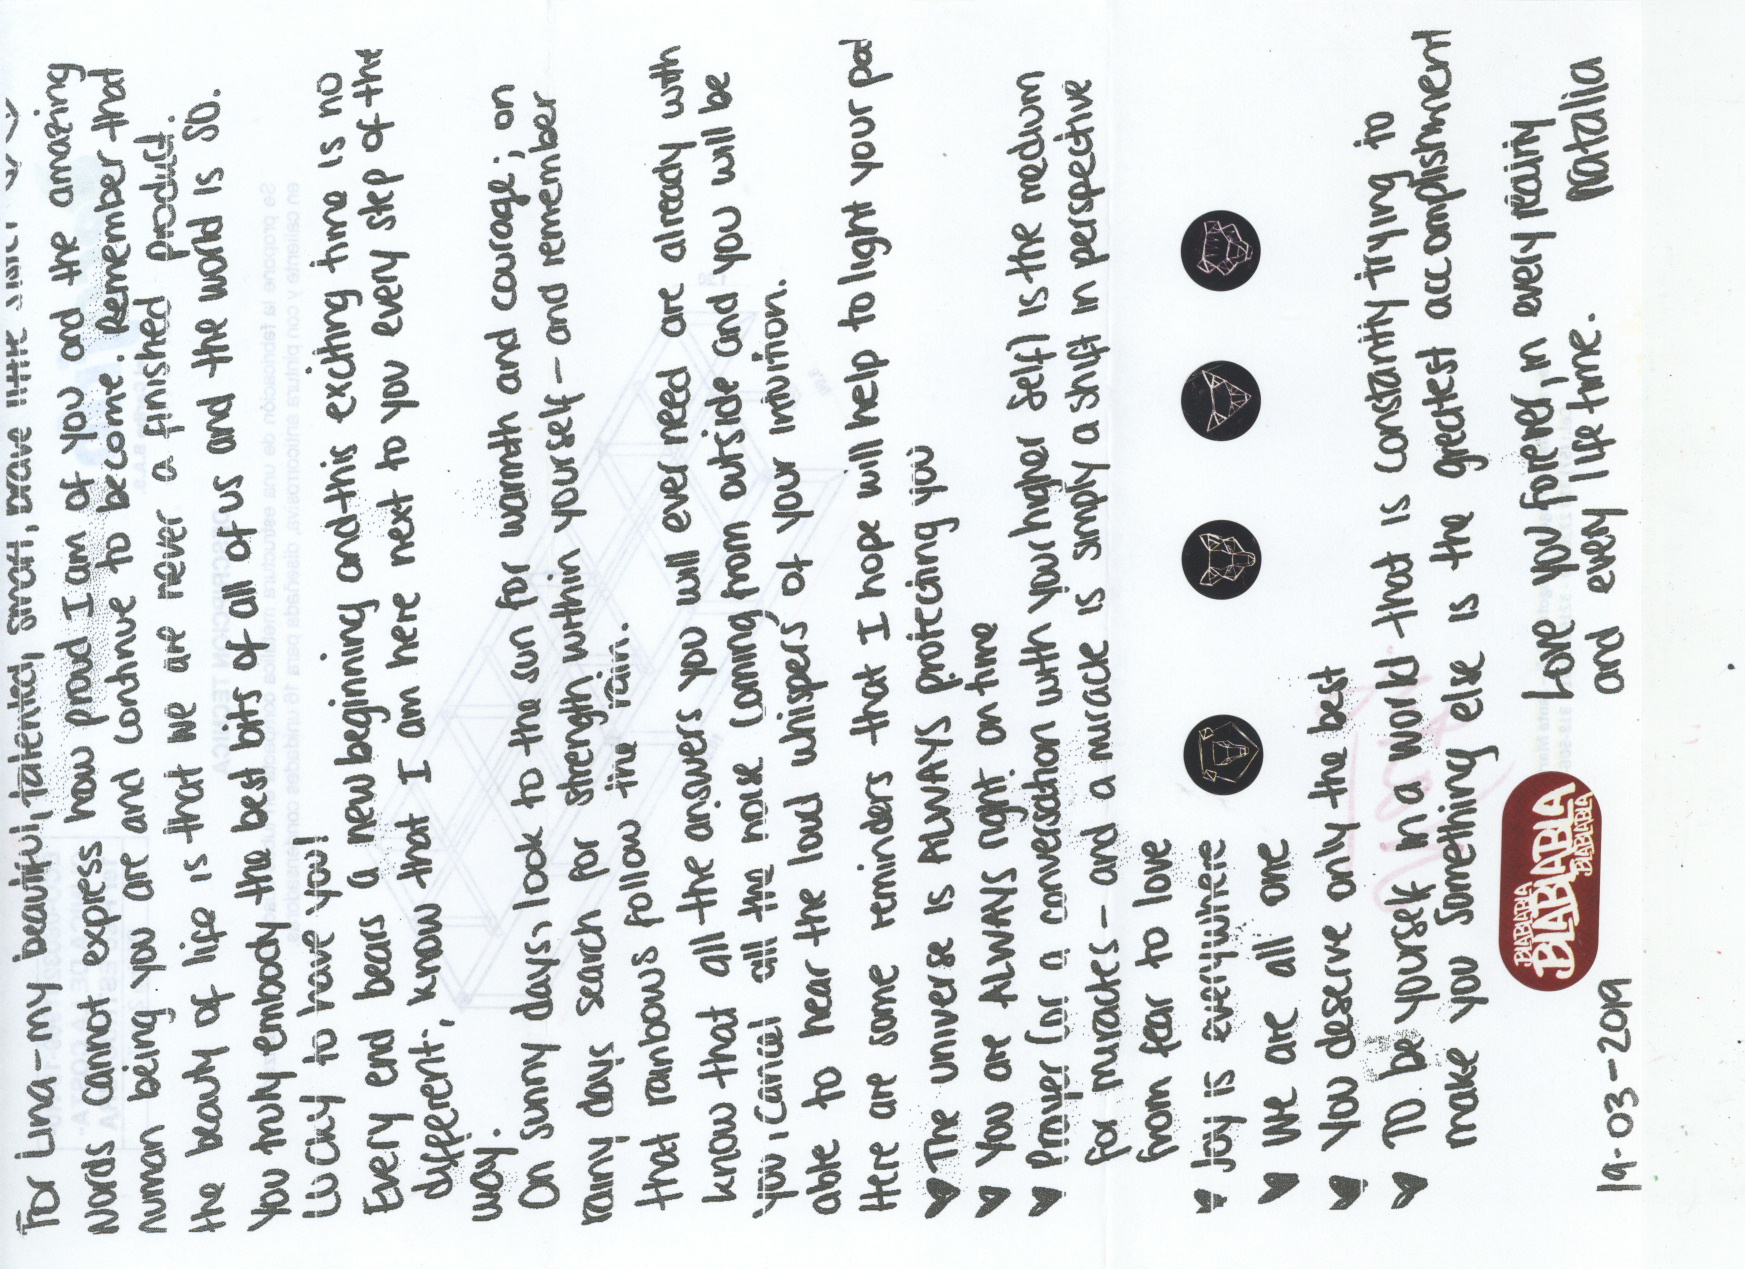 For Lina-my beautiful, talented, smart, brave little sister
Words cannot express how proud I am of you and the amazing
human being you are and continue to become. Remember that
the beauty of life is that we are never a finished product.
You truly embody the best bits of all of us and the world is SO
Lucky to have you!
Every end bears a new beginning and this exciting time is no
different; know that I am here next to you every step of the
way.
On sunny days, look to the sun for warmth and courage; on
rainy days search for strength within yourself - and remember
that rainbows follow the rain.
know that all the answers you will ever need are already with
you, cancel all the noise coming from outside and you will be
able to hear the loud whispers of your intuition.
Here are some reminders that I hope will help to light your pat
The universe is ALWAYS protecting you
You are ALWAYS right on time
Prayer (or a conversation with your higher self) is the medium
for miracles - and a miracle is simply a shift in perspective
from fear to love
Joy is everywhere
We are all one
You deserve only the best
To be yourself in a world that is constantly trying to
make you something else is the greatest accomplishment
Love you forever, in every reality
and every life time. Natalia
BLABLABLA
BLABLABLA
BLABLABLA
19-03-2019